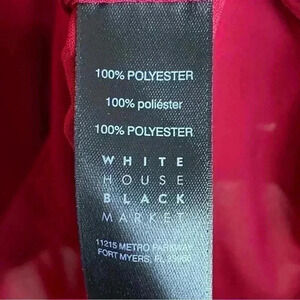 100% POLYESTER
100% poliéster
100% POLYESTER
WHITE
HOUSE
BLACK
MARKET
11215 METRO PARKWAY
FORT MYERS, FL 33966